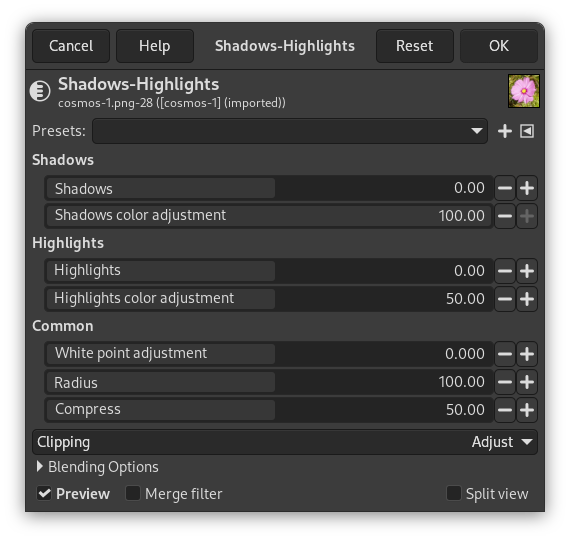 Cancel Help Shadows-Highlights Reset OK
Shadows-Highlights
cosmos-1.png-28 ([cosmos-1] (imported))
Presets:
Shadows
Shadows 0.00
Shadows color adjustment 100.00
Highlights
Highlights 0.00
Highlights color adjustment 50.00
Common
White point adjustment 0.000
Radius 100.00
Compress 50.00
Clipping Adjust
Blending Options
Preview Merge filter Split view